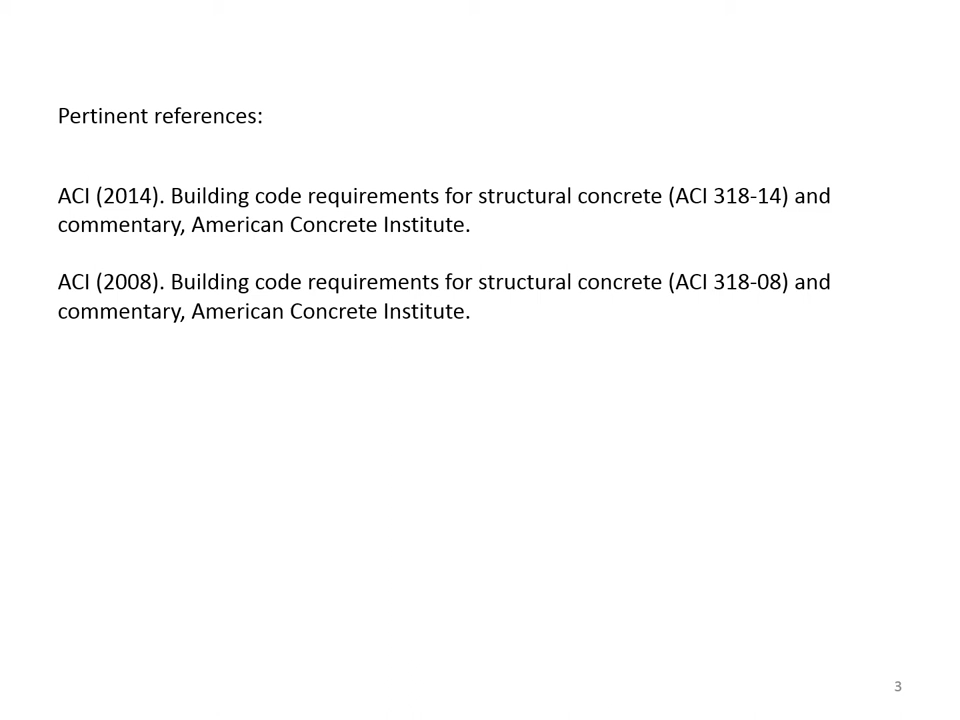 Pertinent references:
ACI (2014). Building code requirements for structural concrete (ACI 318-14) and
commentary, American Concrete Institute.
ACI (2008). Building code requirements for structural concrete (ACI 318-08) and
commentary, American Concrete Institute.
3